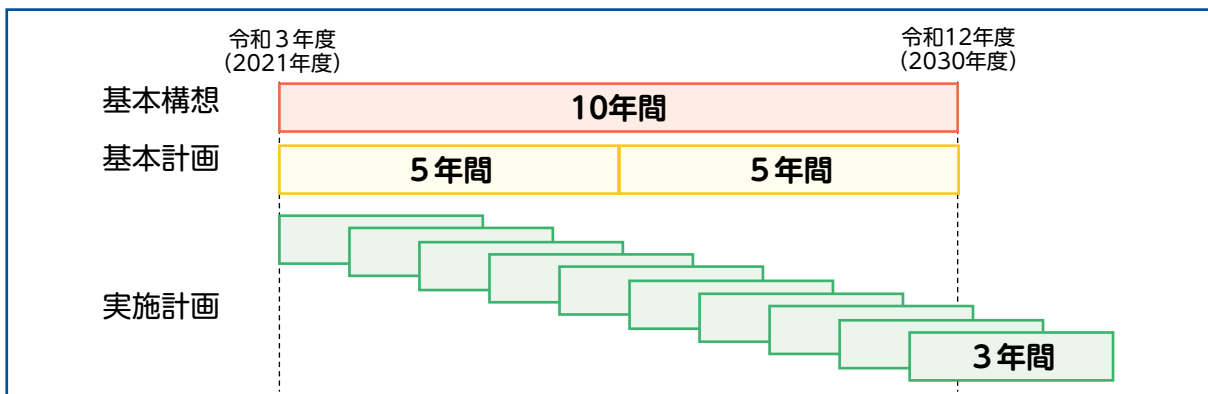 令和３年度
（2021年度）
令和12年度
（2030年度）
基本構想
10年間
基本計画
５年間
５年間
実施計画
３年間